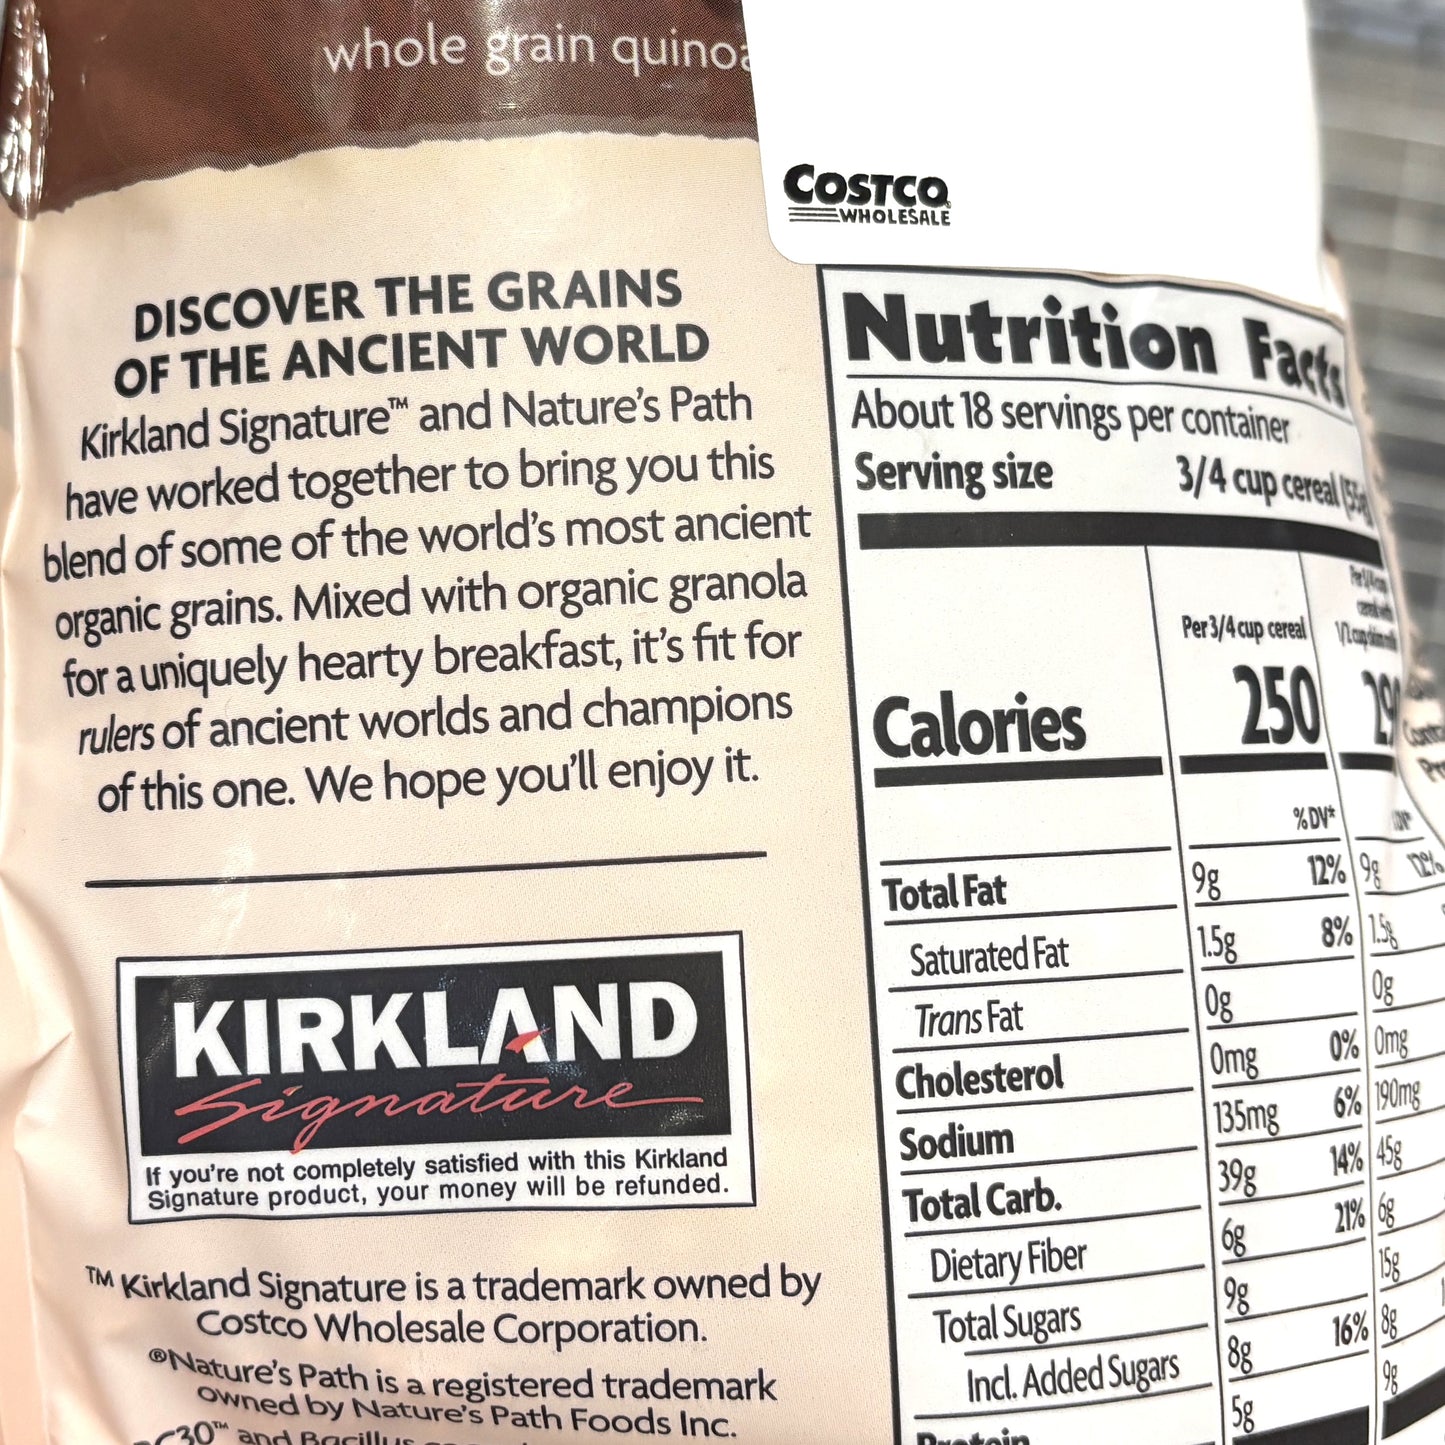 whole grain quino
COSTCO
WHOLESALE
DISCOVER THE GRAINS
OF THE ANCIENT WORLD
Kirkland Signature™ and Nature's Path
have worked together to bring you this
blend of some of the world's most ancient
organic grains. Mixed with organic granola
for a uniquely hearty breakfast, it's fit for
rulers of ancient worlds and champions
of this one. We hope you'll enjoy it.
KIRKLAND
Signature
If you're not completely satisfied with this Kirkland
Signature product, your money will be refunded.
™ Kirkland Signature is a trademark owned by
Costco Wholesale Corporation.
®Nature's Path is a registered trademark
owned by Nature's Path Foods Inc.
and Bacillus
Nutrition Facts
About 18 servings per container
Serving size 3/4 cup cereal (55g
Per 3/4 cup cereal
Calories 250
%DV*
Total Fat 9g 12% 9g 12%
Saturated Fat 1.5g 8% 1.5g
Trans Fat 0g 0g
Cholesterol 0mg 0% 0mg
Sodium 135mg 6% 190mg
Total Carb. 39g 14% 45g
Dietary Fiber 6g 21% 6g
Total Sugars 9g 15g
Incl. Added Sugars 8g 16% 8g
Protein 5g 9g